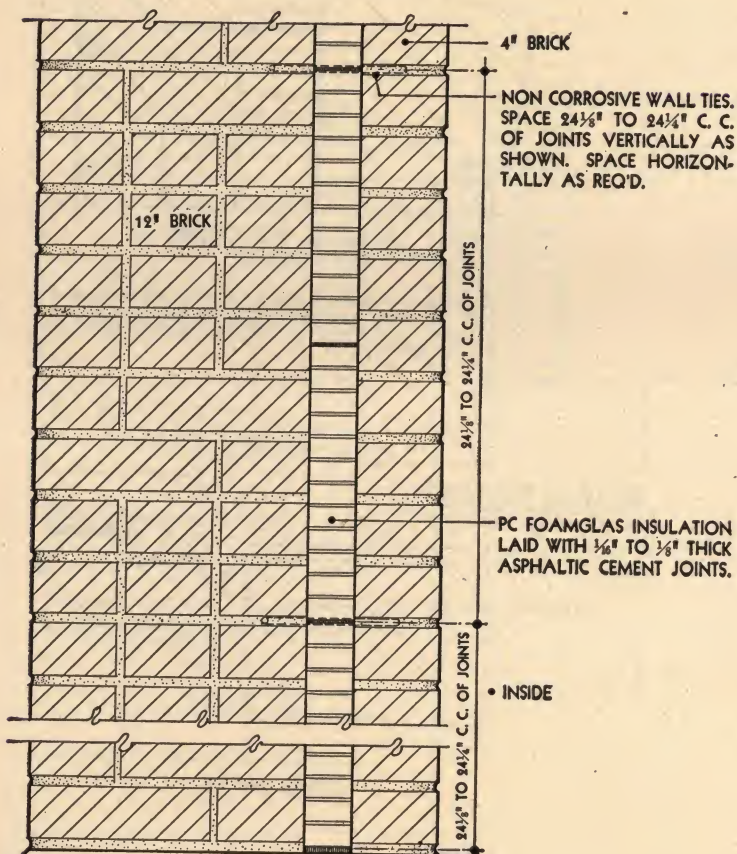 4" BRICK
NON CORROSIVE WALL TIES.
SPACE 24⅛" TO 24¼" C. C.
OF JOINTS VERTICALLY AS
SHOWN. SPACE HORIZON-
TALLY AS REQ'D.
12" BRICK
24⅛" TO 24¼" C.C. OF JOINTS
PC FOAMGLAS INSULATION
LAID WITH 1/16" TO ⅛" THICK
ASPHALTIC CEMENT JOINTS.
INSIDE
24⅛" TO 24¼" C.C. OF JOINTS